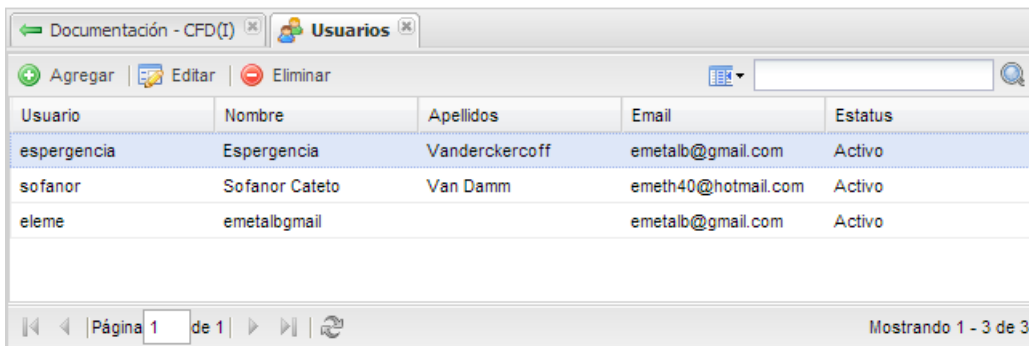 Documentación - CFD(I) Usuarios
Agregar Editar Eliminar
Usuario Nombre Apellidos Email Estatus
espergencia Espergencia Vanderckercoff emetalb@gmail.com Activo
sofanor Sofanor Cateto Van Damm emeth40@hotmail.com Activo
eleme emetalbgmail emetalb@gmail.com Activo
Página 1 de 1 Mostrando 1 - 3 de 3